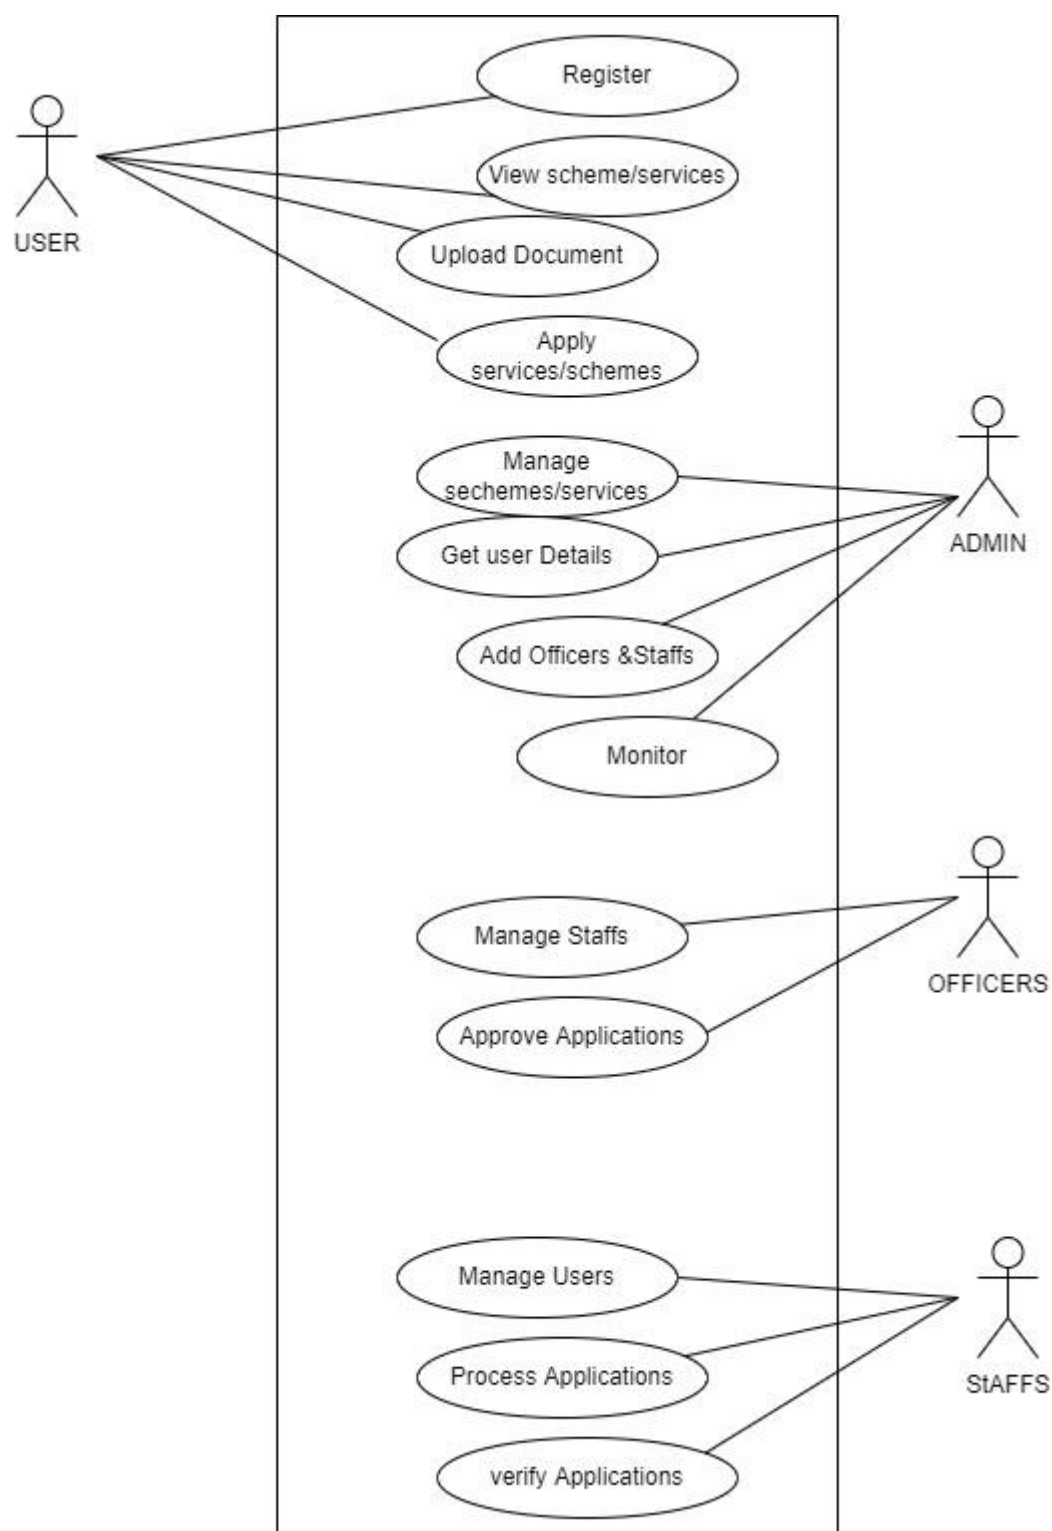 Register
View scheme/services
USER
Upload Document
Apply
services/schemes
Manage
sechemes/services
ADMIN
Get user Details
Add Officers &Staffs
Monitor
Manage Staffs
OFFICERS
Approve Applications
Manage Users
Process Applications
StAFFS
verify Applications